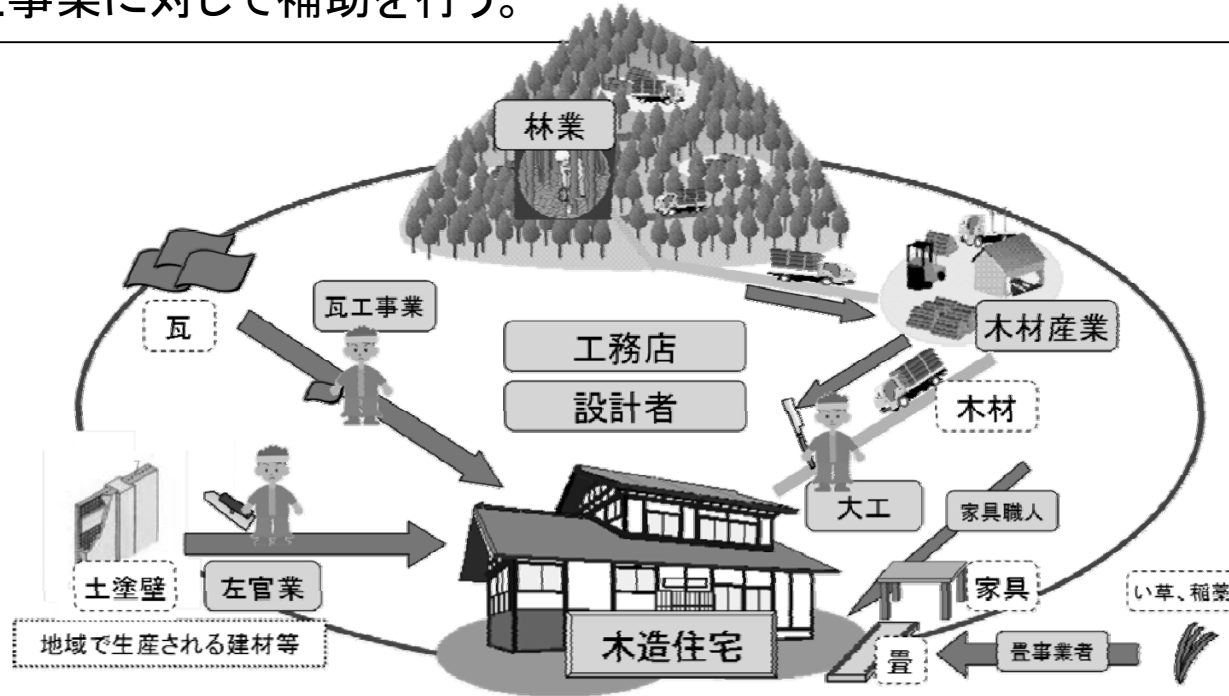 事業に対して補助を行う。
林業
瓦
瓦工事業
工務店
設計者
木材産業
木材
大工
家具職人
土塗壁
左官業
地域で生産される建材等
木造住宅
家具
い草、稲藁
畳
畳事業者